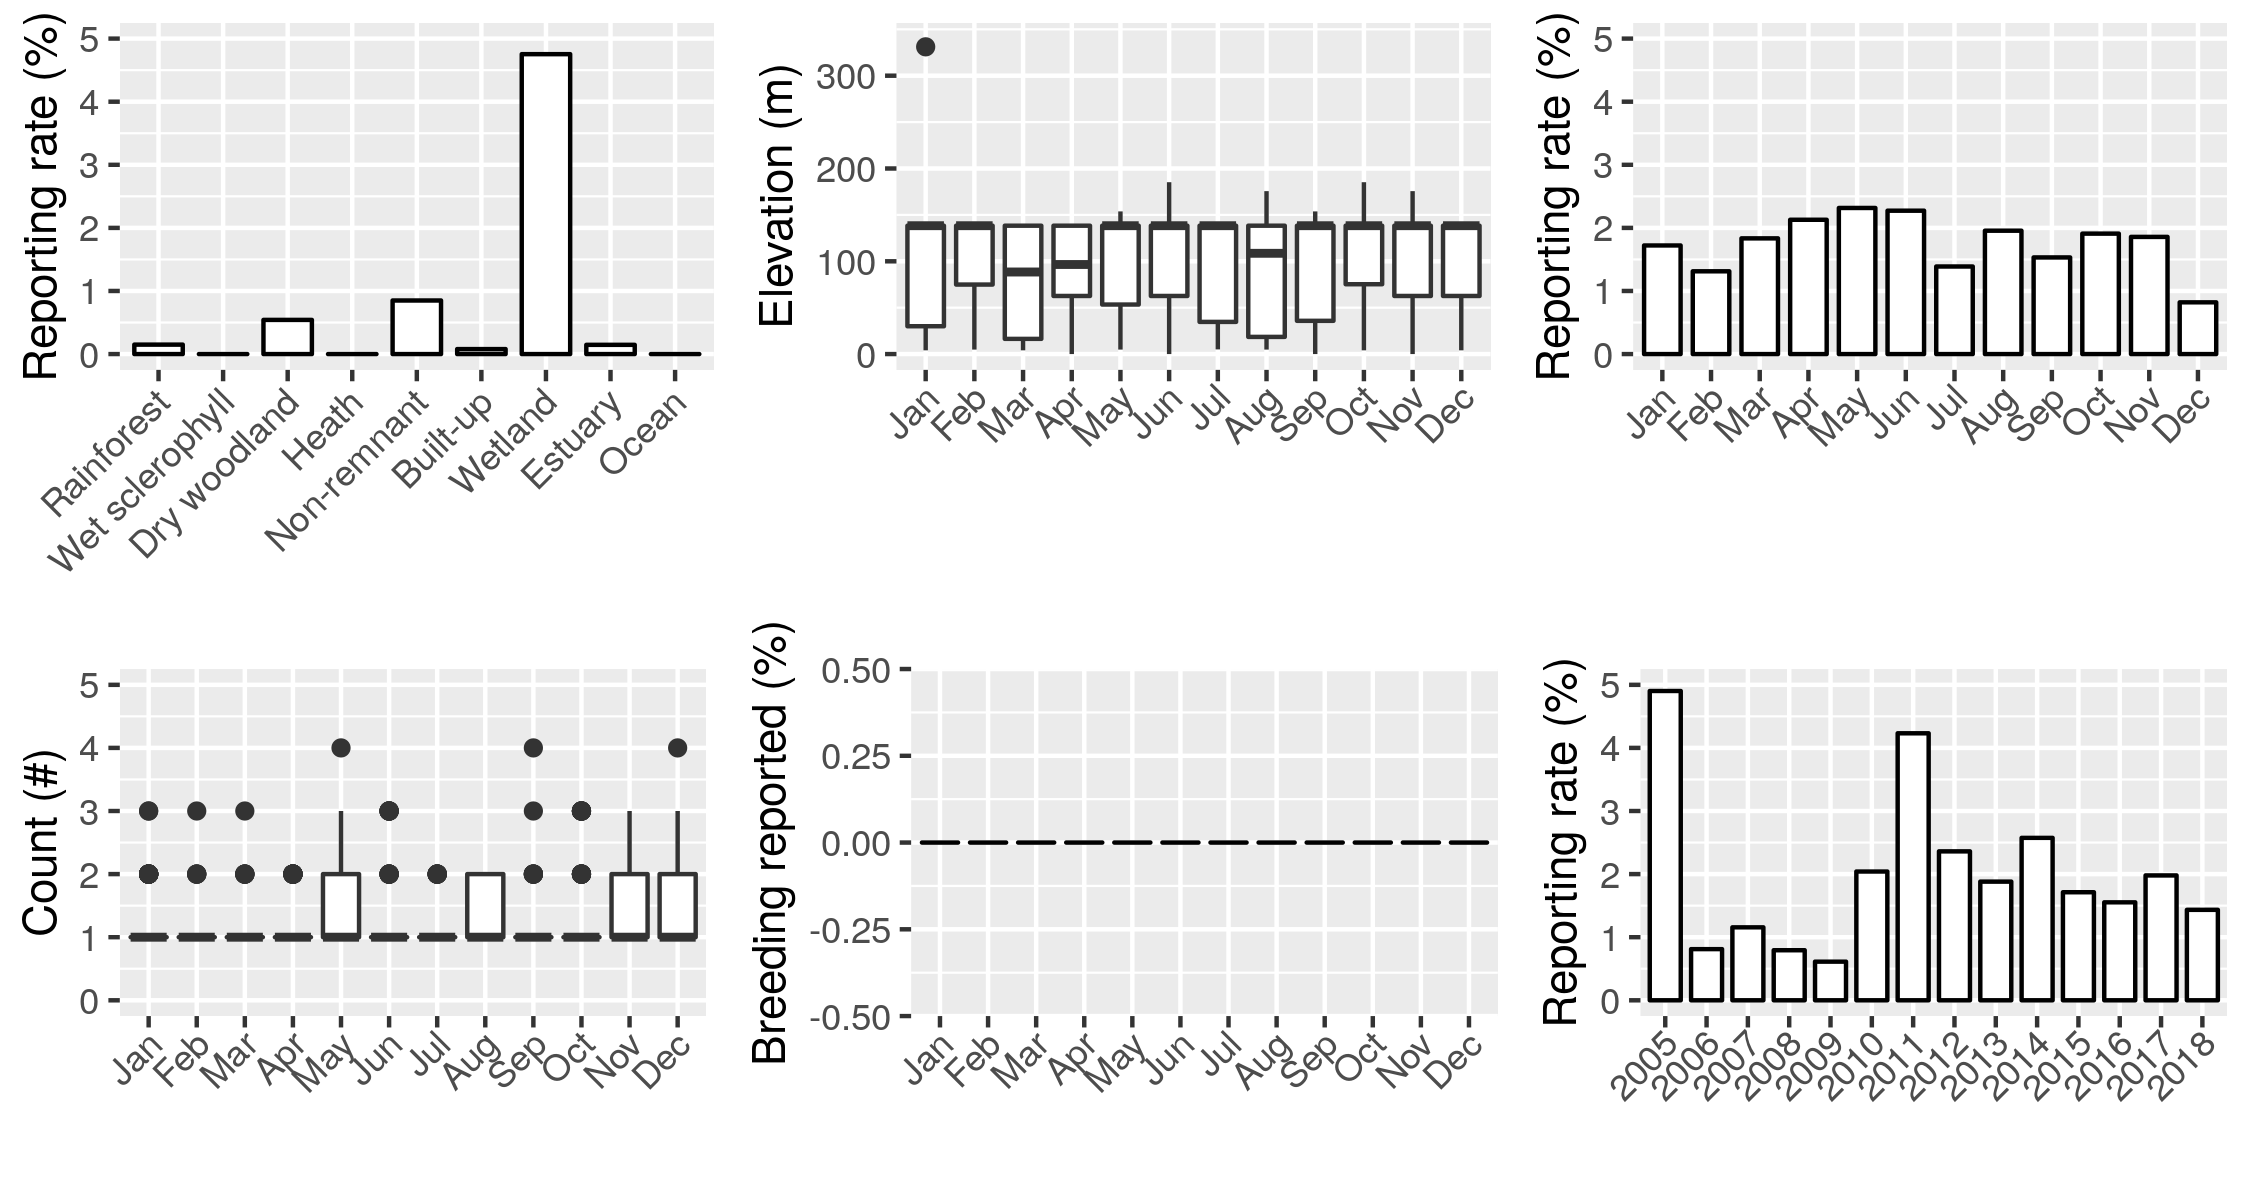 Reporting rate (%)
5
4
3
2
1
0
Rainforest
Wet sclerophyll
Dry woodland
Heath
Non-remnant
Built-up
Wetland
Estuary
Ocean
Elevation (m)
300
200
100
0
Jan
Feb
Mar
Apr
May
Jun
Jul
Aug
Sep
Oct
Nov
Dec
Reporting rate (%)
5
4
3
2
1
0
Jan
Feb
Mar
Apr
May
Jun
Jul
Aug
Sep
Oct
Nov
Dec
Count (#)
5
4
3
2
1
0
Jan
Feb
Mar
Apr
May
Jun
Jul
Aug
Sep
Oct
Nov
Dec
Breeding reported (%)
0.50
0.25
0.00
-0.25
-0.50
Jan
Feb
Mar
Apr
May
Jun
Jul
Aug
Sep
Oct
Nov
Dec
Reporting rate (%)
5
4
3
2
1
0
2005
2006
2007
2008
2009
2010
2011
2012
2013
2014
2015
2016
2017
2018